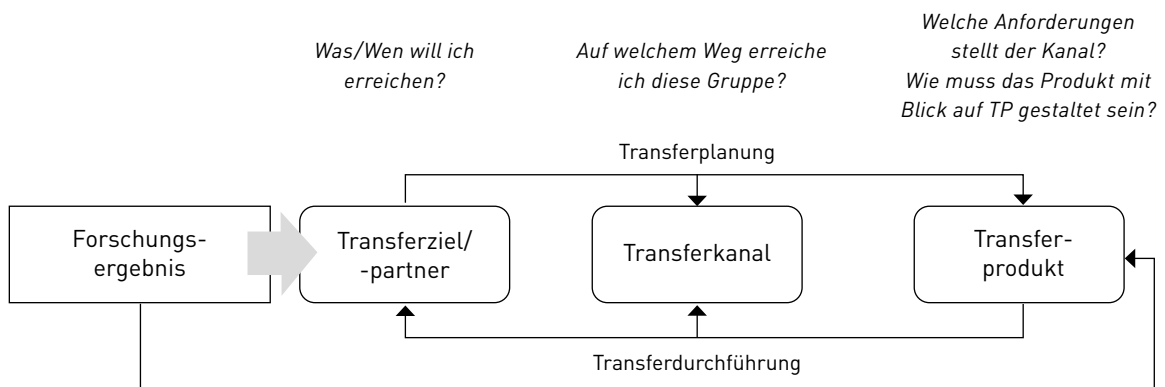 Was/Wen will ich
erreichen?
Auf welchem Weg erreiche
ich diese Gruppe?
Welche Anforderungen
stellt der Kanal?
Wie muss das Produkt mit
Blick auf TP gestaltet sein?
Transferplanung
Forschungs-
ergebnis
Transferziel/
-partner
Transferkanal
Transfer-
produkt
Transferdurchführung